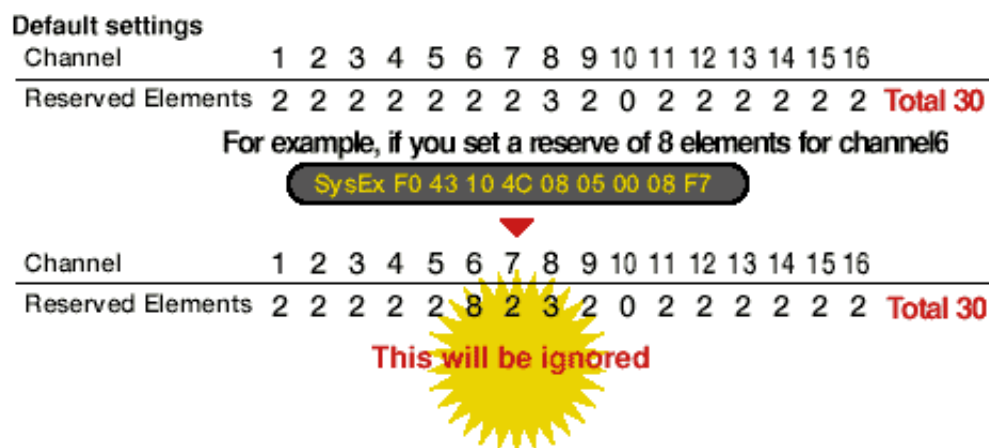 Default settings
Channel 1 2 3 4 5 6 7 8 9 10 11 12 13 14 15 16
Reserved Elements 2 2 2 2 2 2 2 3 2 0 2 2 2 2 2 2 Total 30
For example, if you set a reserve of 8 elements for channel6
SysEx F0 43 10 4C 08 05 00 08 F7
Channel 1 2 3 4 5 6 7 8 9 10 11 12 13 14 15 16
Reserved Elements 2 2 2 2 2 8 2 3 2 0 2 2 2 2 2 2 Total 30
This will be ignored